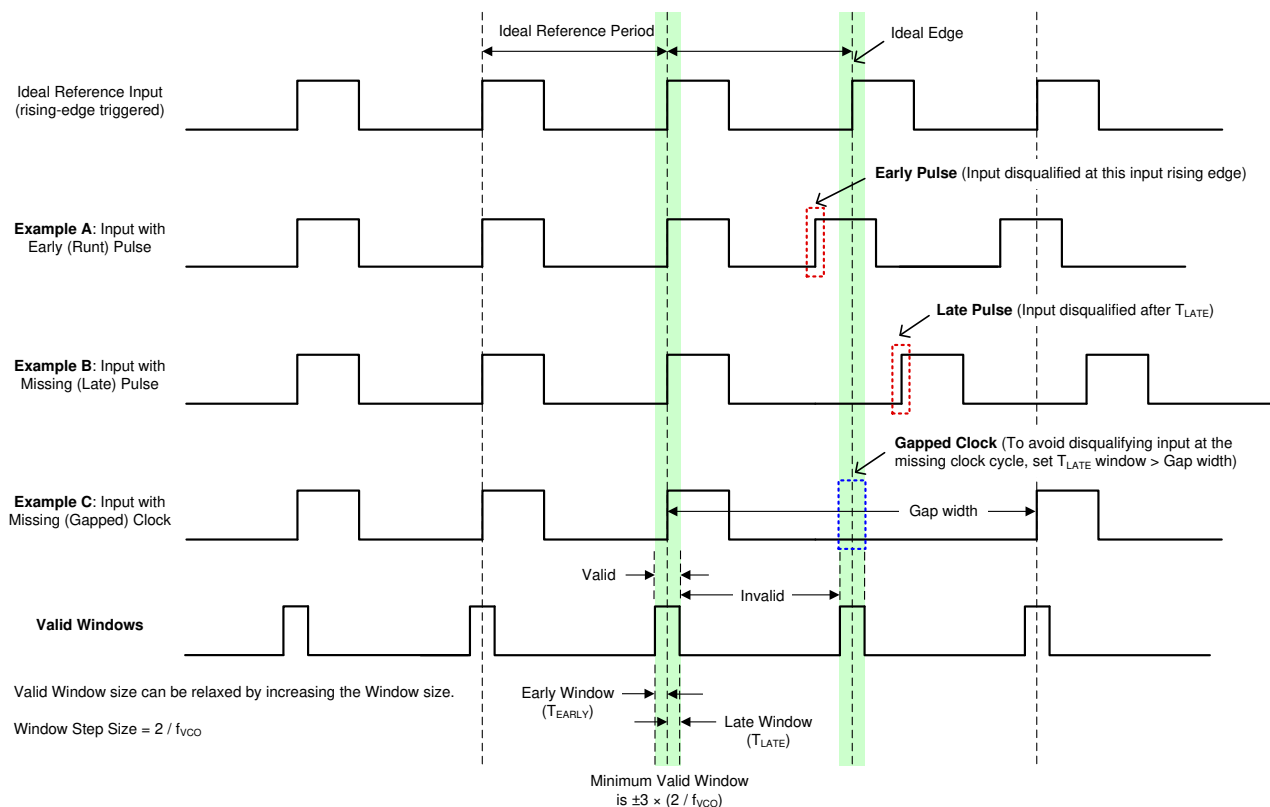 Ideal Reference Period
Ideal Edge
Ideal Reference Input
(rising-edge triggered)
Early Pulse (Input disqualified at this input rising edge)
Example A: Input with
Early (Runt) Pulse
Late Pulse (Input disqualified after TLATE)
Example B: Input with
Missing (Late) Pulse
Gapped Clock (To avoid disqualifying input at the
missing clock cycle, set TLATE window > Gap width)
Example C: Input with
Missing (Gapped) Clock
Gap width
Valid
Invalid
Valid Windows
Valid Window size can be relaxed by increasing the Window size.
Early Window
(TEARLY)
Window Step Size = 2 / fVCO
Late Window
(TLATE)
Minimum Valid Window
is ±3 × (2 / fVCO)